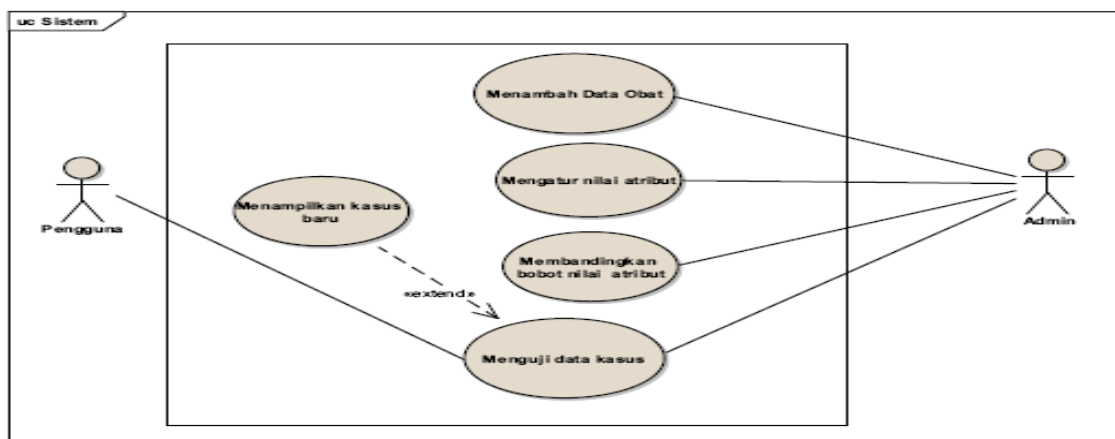 uc Sistem
Menambah Data Obat
Mengatur nilai atribut
Menampilkan kasus
baru
Pengguna
Admin
Membandingkan
bobot nilai atribut
«extend»
Menguji data kasus